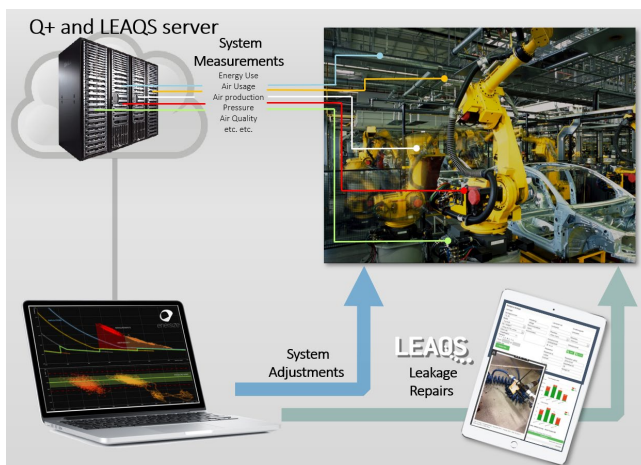 Q+ and LEAQS server
System
Measurements
Energy Use
Air Usage
Air production
Pressure
Air Quality
etc. etc.
enersize
System
Adjustments
LEAQS
Leakage
Repairs